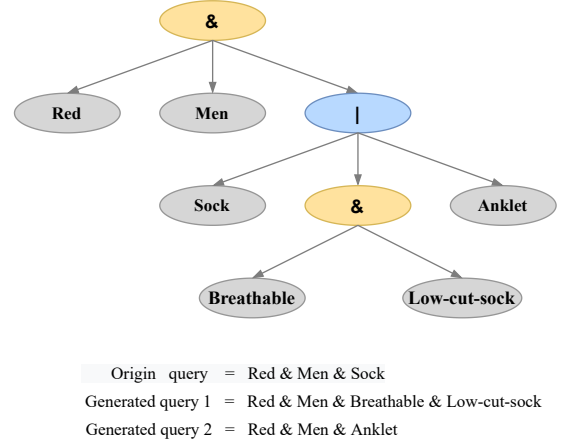 &
Red Men |
Sock & Anklet
Breathable Low-cut-sock
Origin query = Red & Men & Sock
Generated query 1 = Red & Men & Breathable & Low-cut-sock
Generated query 2 = Red & Men & Anklet